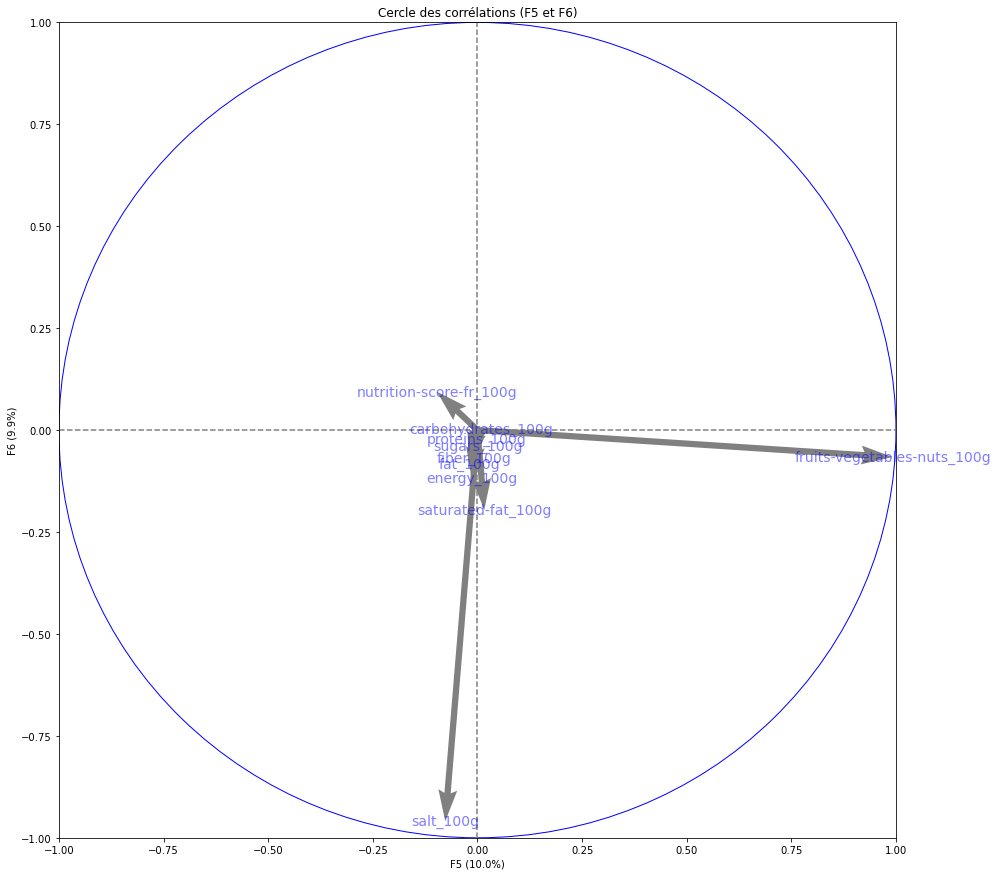 Cercle des corrélations (F5 et F6)
1.00
0.75
0.50
0.25
0.00
−0.25
−0.50
−0.75
−1.00
F6 (9.9%)
nutrition-score-fr_100g
carbohydrates_100g
proteins_100g
sugars_100g
fiber_100g
fat_100g
energy_100g
saturated-fat_100g
fruits-vegetables-nuts_100g
salt_100g
−1.00 −0.75 −0.50 −0.25 0.00 0.25 0.50 0.75 1.00
F5 (10.0%)